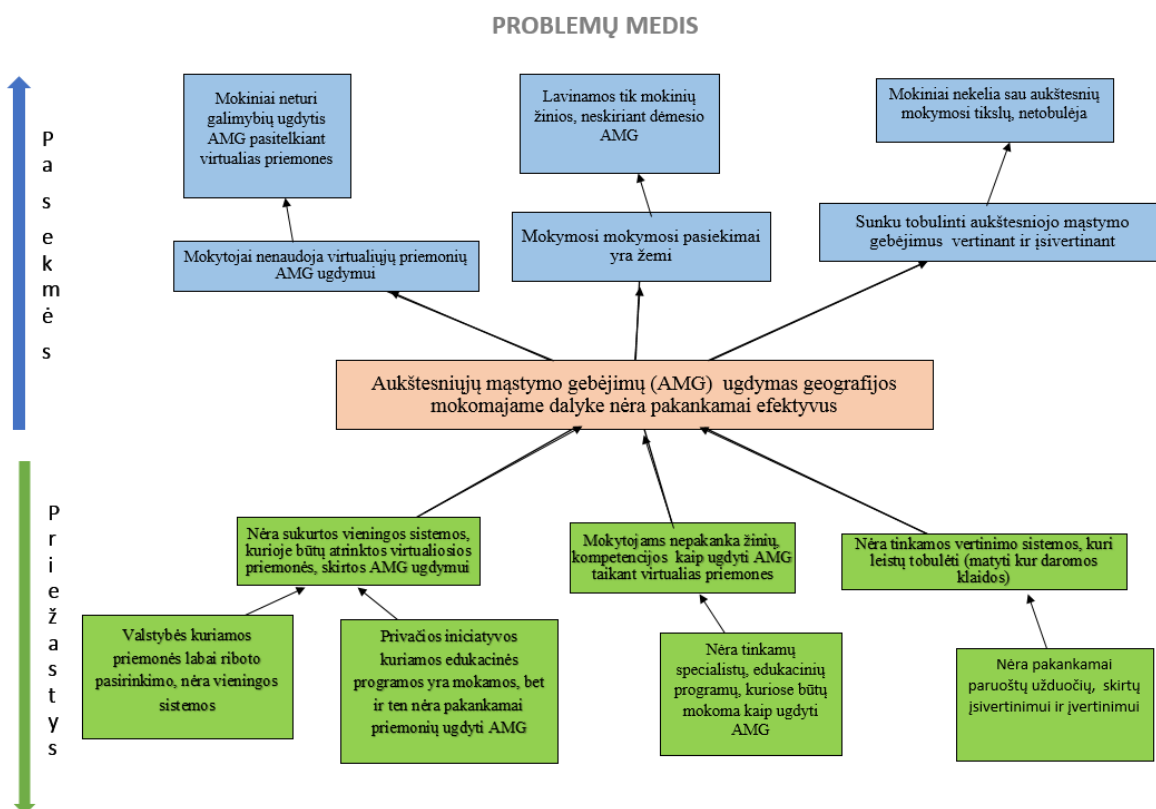 PROBLEMŲ MEDIS
Pasekmės
Mokiniai neturi
galimybių ugdytis
AMG pasitelkiant
virtualias priemones
Lavinamos tik mokinių
žinios, neskiriant dėmesio
AMG
Mokiniai nekelia sau aukštesnių
mokymosi tikslų, netobulėja
Mokytojai nenaudoja virtualiųjų priemonių
AMG ugdymui
Mokymosi mokymosi pasiekimai
yra žemi
Sunku tobulinti aukštesniojo mąstymo
gebėjimus vertinant ir įsivertinant
Aukštesniųjų mąstymo gebėjimų (AMG) ugdymas geografijos
mokomajame dalyke nėra pakankamai efektyvus
Priežastys
Nėra sukurtos vieningos sistemos,
kurioje būtų atrinktos virtualiosios
priemonės, skirtos AMG ugdymui
Mokytojams nepakanka žinių,
kompetencijos kaip ugdyti AMG
taikant virtualias priemones
Nėra tinkamos vertinimo sistemos, kuri
leistų tobulėti (matyti kur daromos
klaidos)
Valstybės kuriamos
priemonės labai riboto
pasirinkimo, nėra vieningos
sistemos
Privačios iniciatyvos
kuriamos edukacinės
programos yra mokamos, bet
ir ten nėra pakankamai
priemonių ugdyti AMG
Nėra tinkamų
specialistų, edukacinių
programų, kuriose būtų
mokoma kaip ugdyti
AMG
Nėra pakankamai
paruoštų užduočių, skirtų
įsivertinimui ir įvertinimui